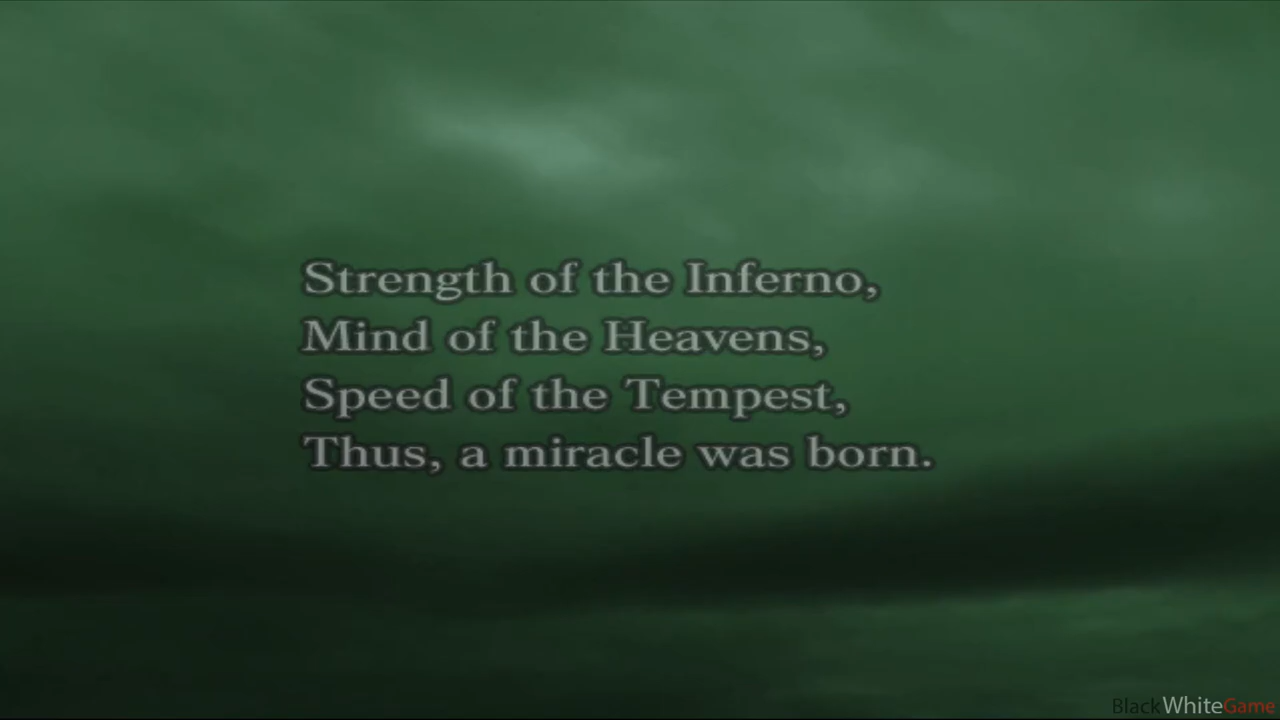 Strength of the Inferno,
Mind of the Heavens,
Speed of the Tempest,
Thus, a miracle was born.
BlackWhiteGame